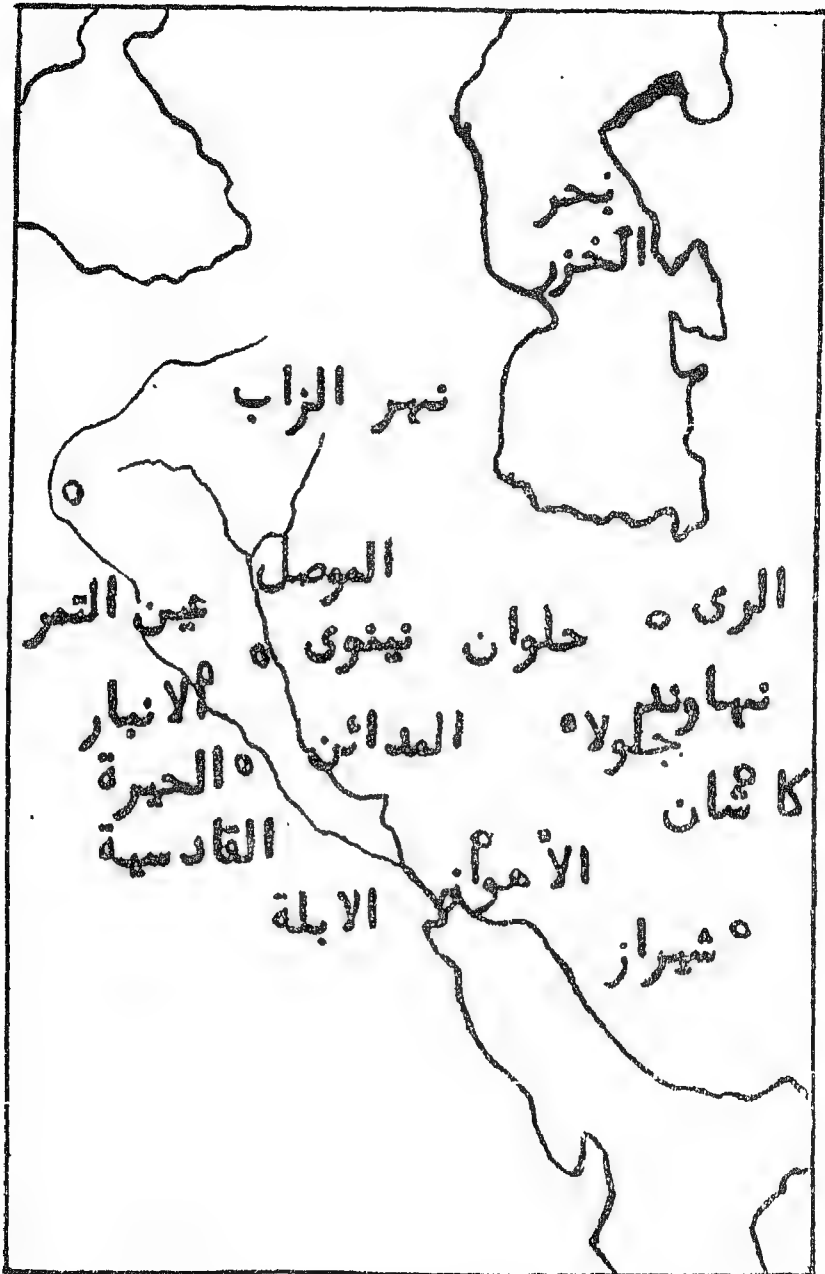 بحر
الخزر
نهر الزاب
الموصل
عين التمر
نينوى
حلوان
الرى
الانبار
المدائن
جلولا
نهاوند
الحيرة
كاشان
القادسية
الأهواز
الابلة
شيراز